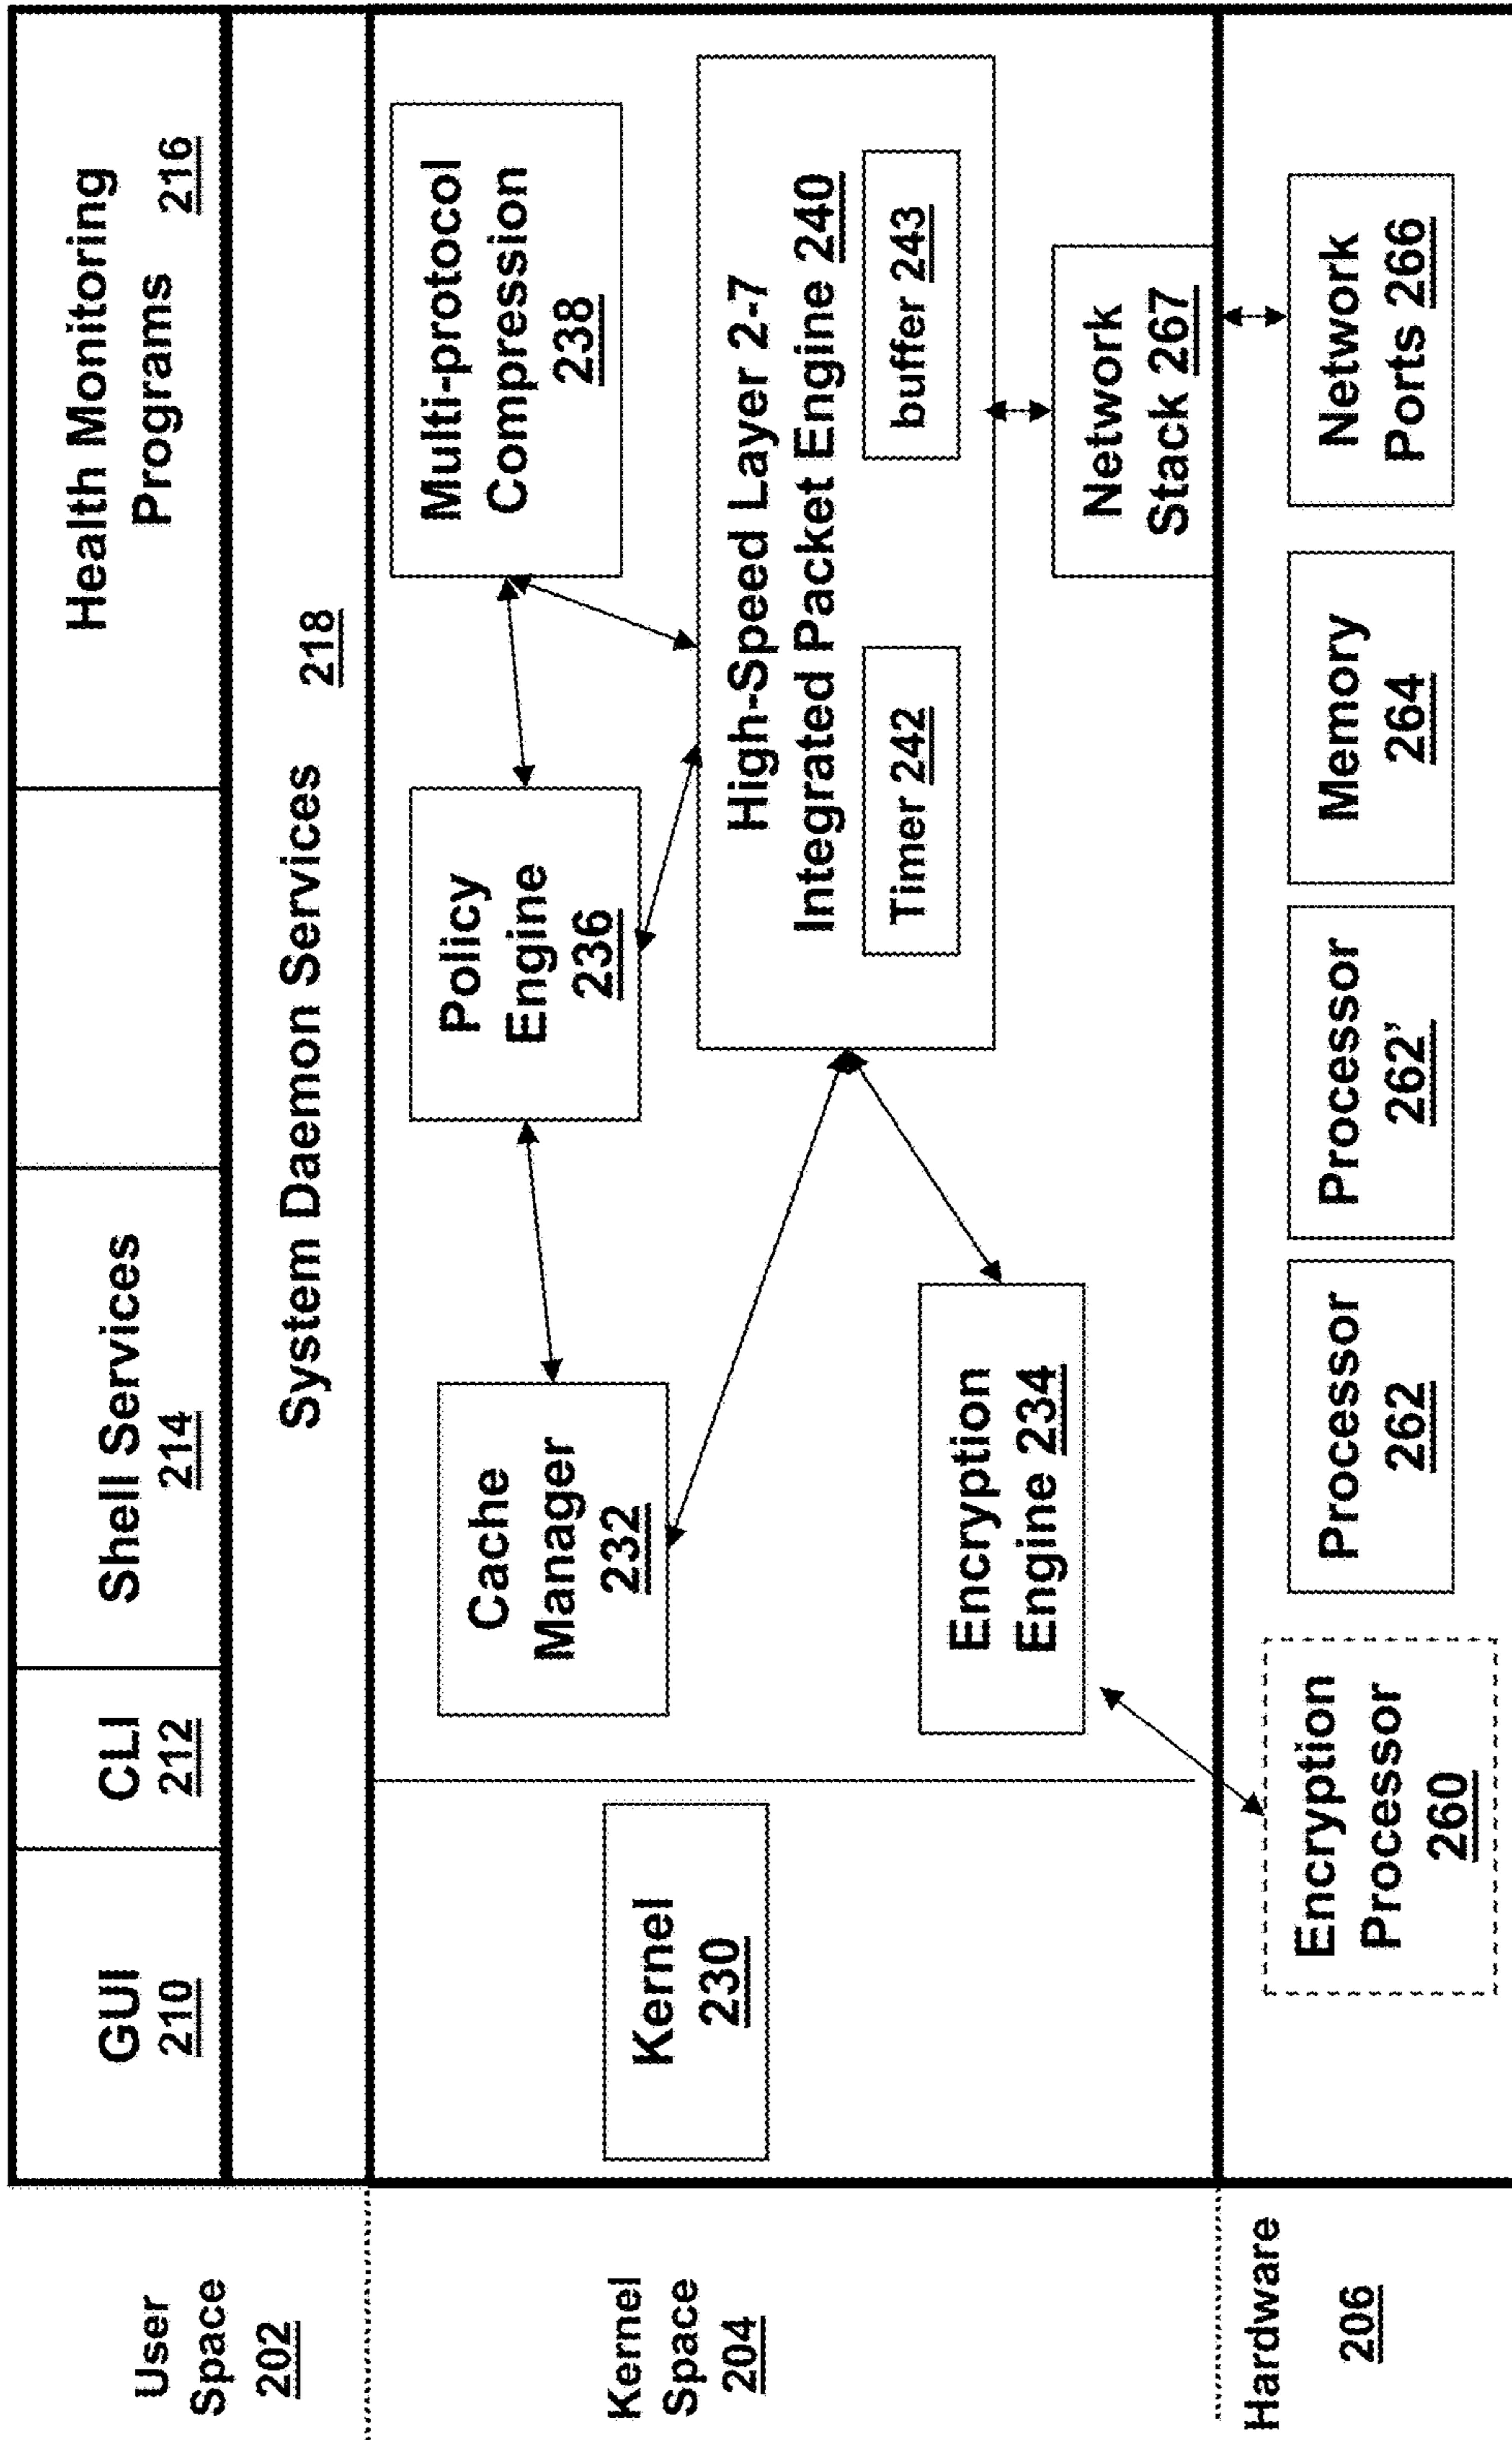 User
Space
202
GUI
210
CLI
212
Shell Services
214
Health Monitoring
Programs 216
System Daemon Services 218
Kernel
Space
204
Kernel
230
Cache
Manager
232
Policy
Engine
236
Multi-protocol
Compression
238
High-Speed Layer 2-7
Integrated Packet Engine 240
Timer 242
buffer 243
Encryption
Engine 234
Network
Stack 267
Hardware
206
Encryption
Processor
260
Processor
262
Processor
262’
Memory
264
Network
Ports 266